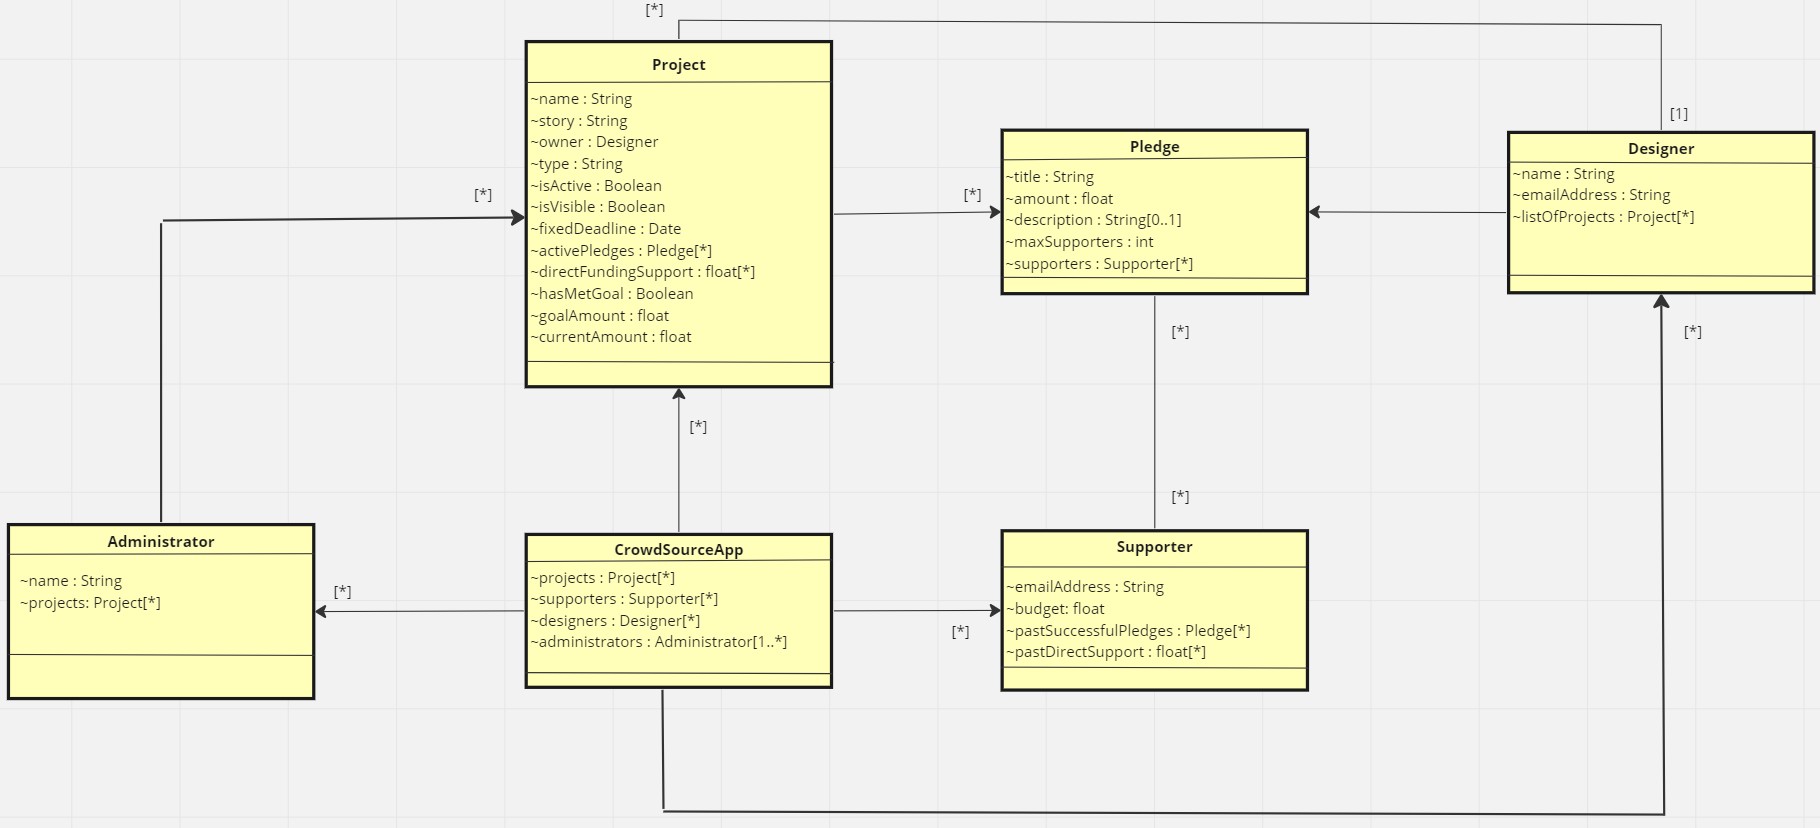 [*]
Project
~name : String
~story : String
~owner : Designer
~type : String
~isActive : Boolean
~isVisible : Boolean
~fixedDeadline : Date
~activePledges : Pledge[*]
~directFundingSupport : float[*]
~hasMetGoal : Boolean
~goalAmount : float
~currentAmount : float
[*]
[*]
Pledge
~title : String
~amount : float
~description : String[0..1]
~maxSupporters : int
~supporters : Supporter[*]
[1]
Designer
~name : String
~emailAddress : String
~listOfProjects : Project[*]
[*]
[*]
[*]
[*]
Administrator
~name : String
~projects: Project[*]
[*]
CrowdSourceApp
~projects : Project[*]
~supporters : Supporter[*]
~designers : Designer[*]
~administrators : Administrator[1..*]
[*]
Supporter
~emailAddress : String
~budget: float
~pastSuccessfulPledges : Pledge[*]
~pastDirectSupport : float[*]